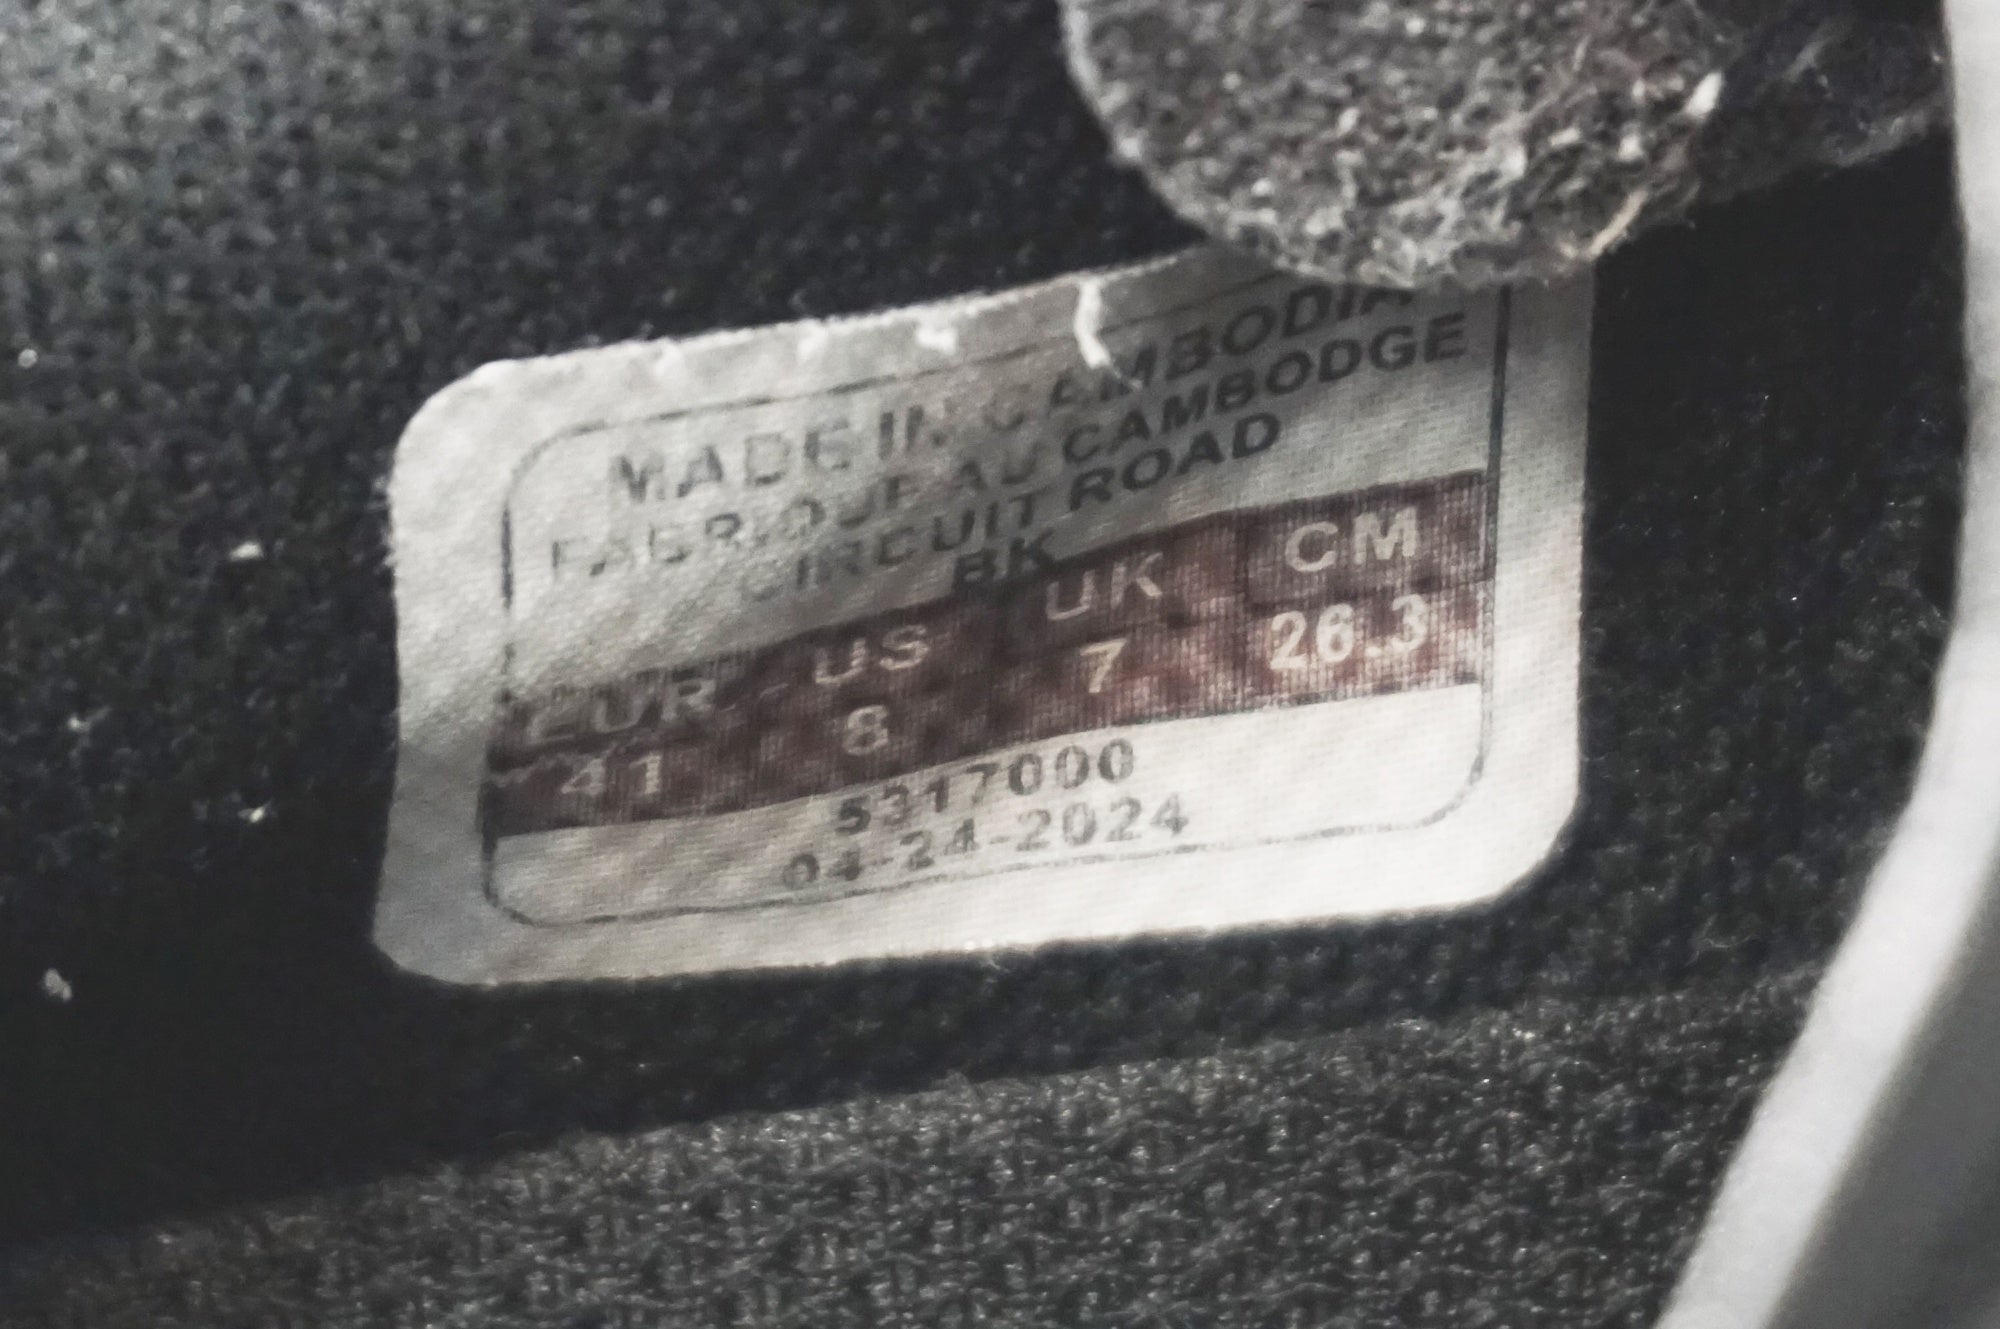 MADE IN CAMBODIA
FABRIQUE AU CAMBODGE
CIRCUIT ROAD
BK
EUR US UK CM
41 8 7 26.3
5317000
04-24-2024